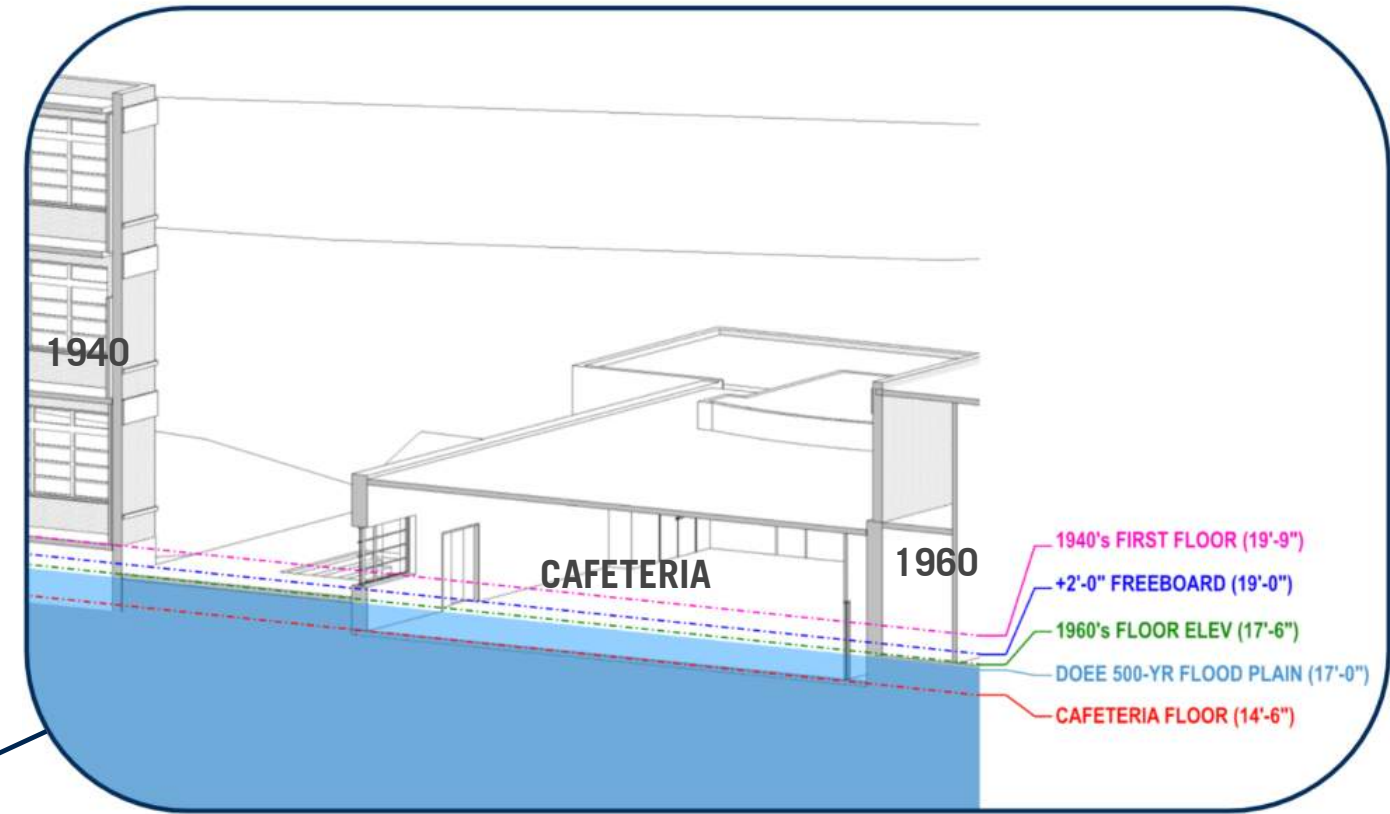 1940
CAFETERIA
1960
1940's FIRST FLOOR (19'-9")
+2'-0" FREEBOARD (19'-0")
1960's FLOOR ELEV (17'-6")
DOEE 500-YR FLOOD PLAIN (17'-0")
CAFETERIA FLOOR (14'-6")